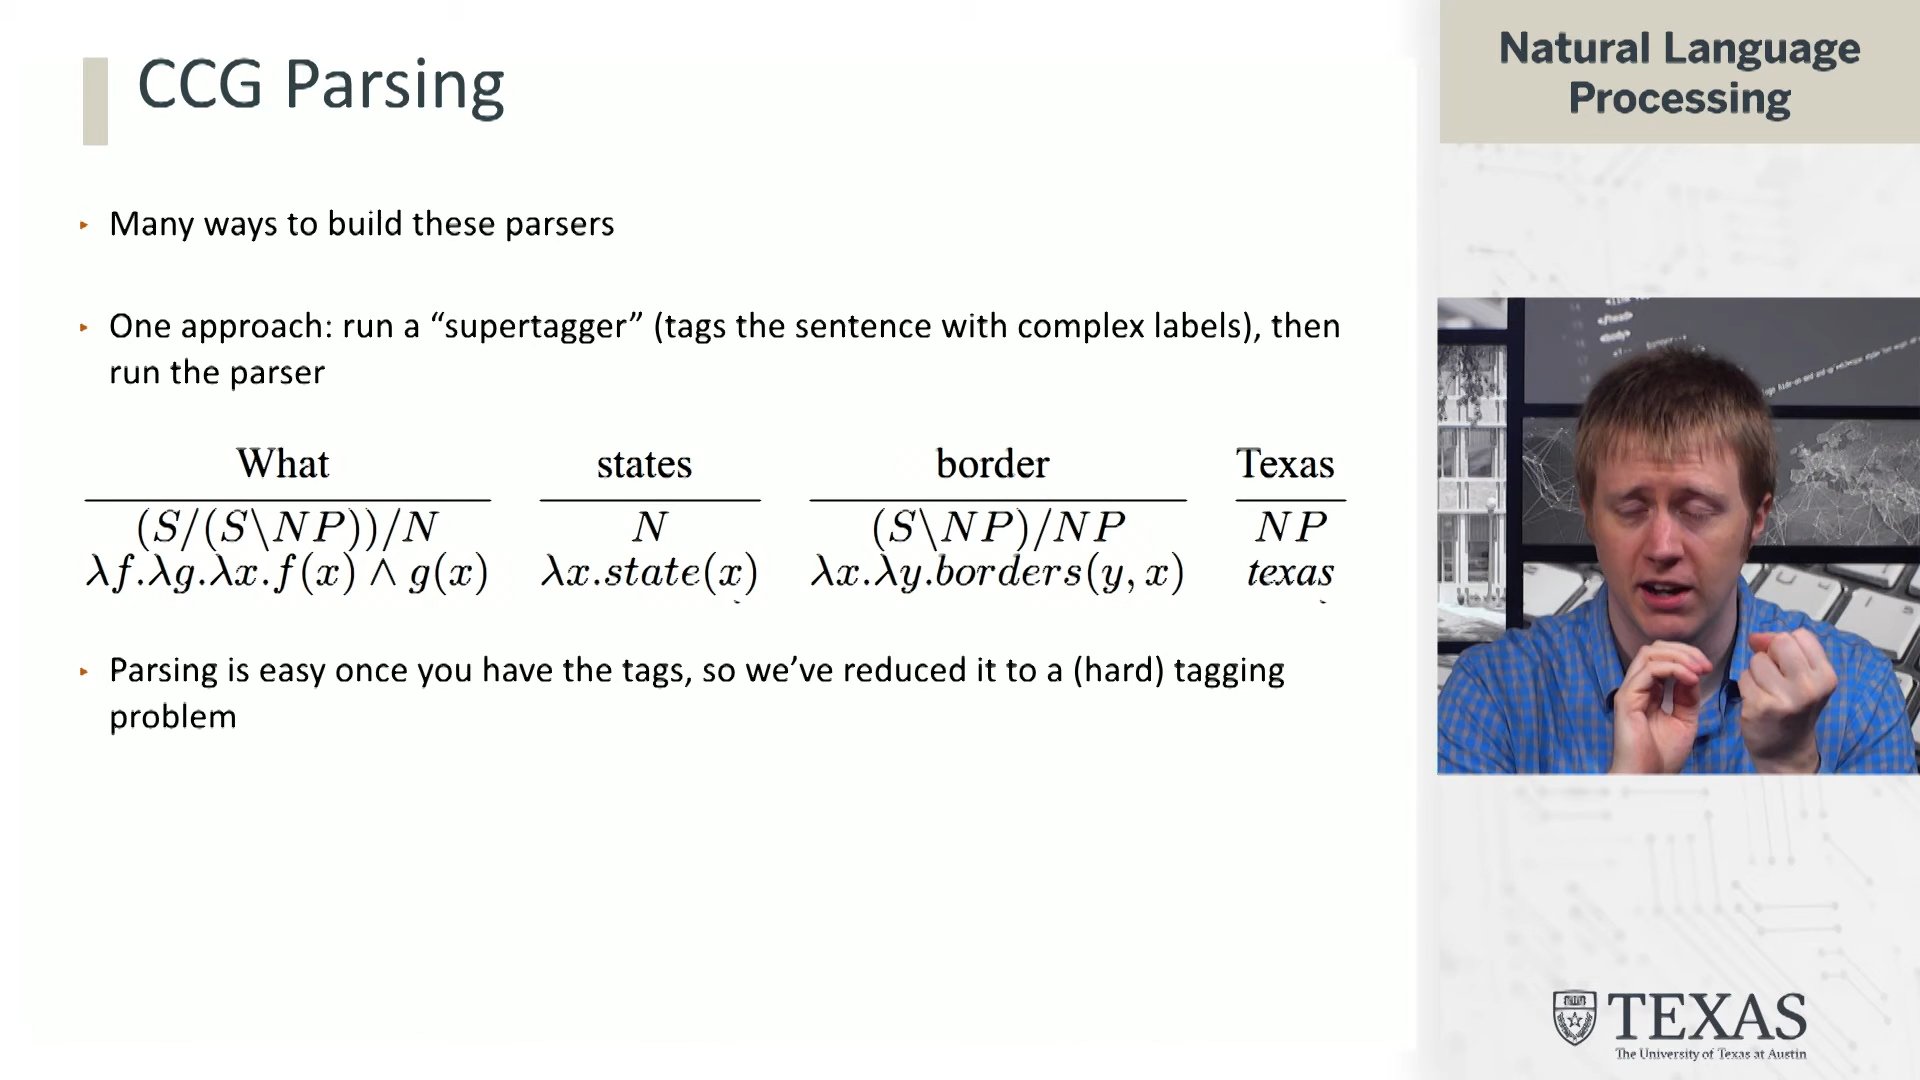 CCG Parsing
Natural Language
Processing
‣ Many ways to build these parsers
‣ One approach: run a “supertagger” (tags the sentence with complex labels), then
run the parser
What states border Texas
(S/(S\NP))/N N (S\NP)/NP NP
λf.λg.λx.f(x) ∧ g(x) λx.state(x) λx.λy.borders(y, x) texas
‣ Parsing is easy once you have the tags, so we’ve reduced it to a (hard) tagging
problem
TEXAS
The University of Texas at Austin